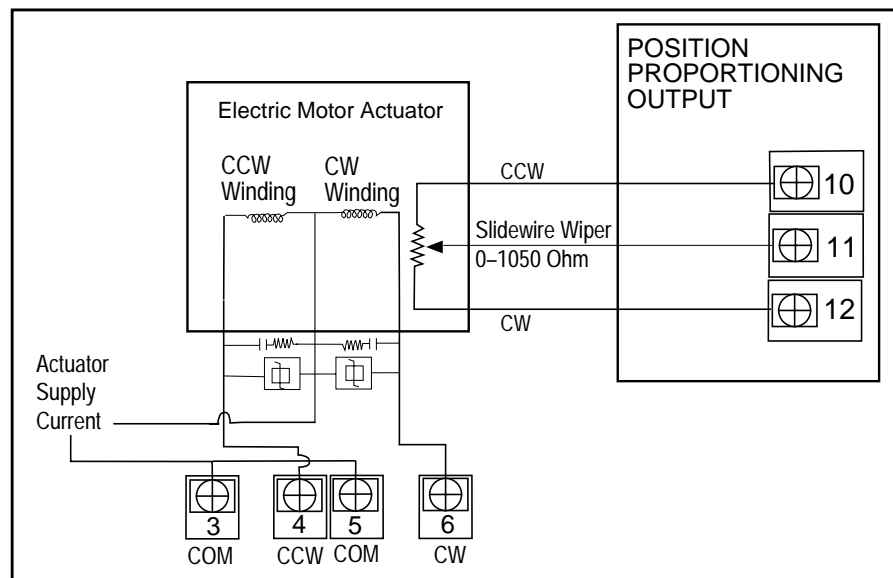 POSITION
PROPORTIONING
OUTPUT
Electric Motor Actuator
CCW
Winding
CW
Winding
CCW
10
Slidewire Wiper
0–1050 Ohm
11
CW
12
Actuator
Supply
Current
3
4
5
6
COM
CCW
COM
CW